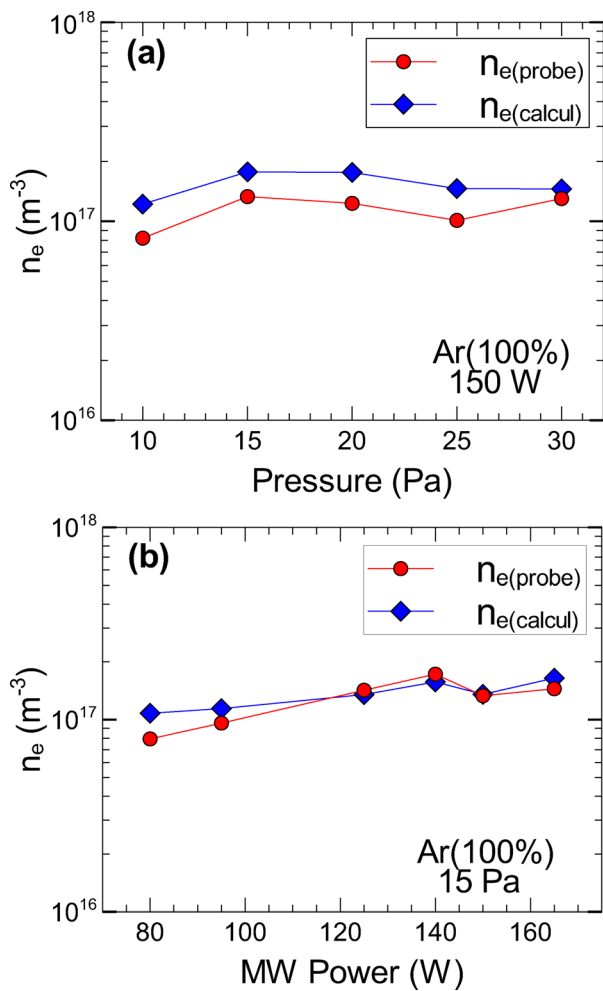 (a)
n_e(probe)
n_e(calcul)
10^18
10^17
10^16
n_e (m^-3)
Ar(100%)
150 W
10 15 20 25 30
Pressure (Pa)
(b)
n_e(probe)
n_e(calcul)
10^18
10^17
10^16
n_e (m^-3)
Ar(100%)
15 Pa
80 100 120 140 160
MW Power (W)